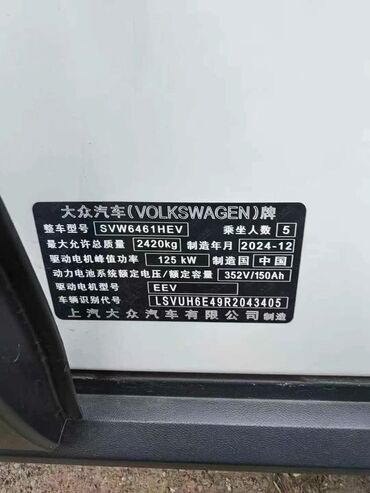 大众汽车(VOLKSWAGEN)牌
整车型号 SVW6461HEV 乘坐人数 5
最大允许总质量 2420kg 制造年月 2024-12
驱动电机峰值功率 125 kW 制造国 中国
动力电池系统额定电压/额定容量 352V/150Ah
驱动电机型号 EEV
车辆识别代号 LSVUH6E49R2043405
上汽大众汽车有限公司制造